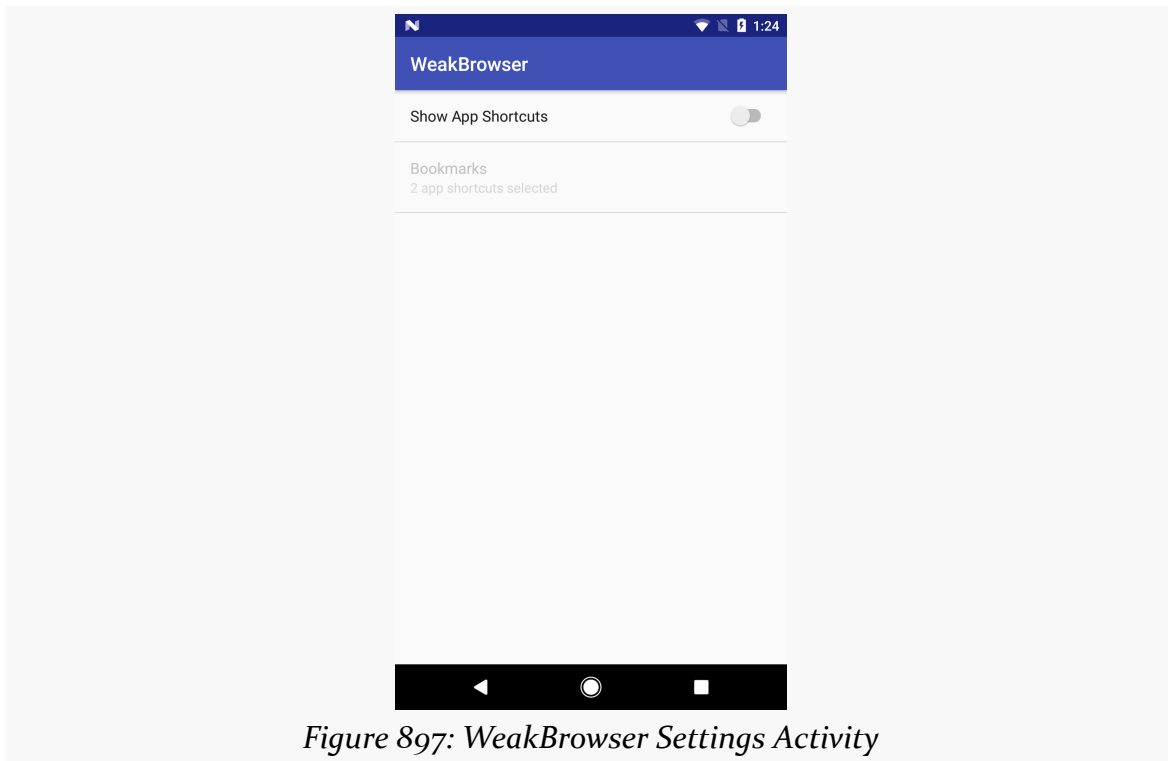 1:24
WeakBrowser
Show App Shortcuts
Bookmarks
2 app shortcuts selected
Figure 897: WeakBrowser Settings Activity